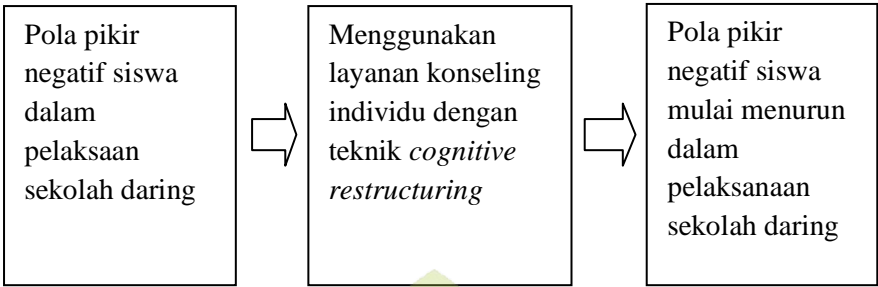 Pola pikir
negatif siswa
dalam
pelaksaan
sekolah daring
Menggunakan
layanan konseling
individu dengan
teknik cognitive
restructuring
Pola pikir
negatif siswa
mulai menurun
dalam
pelaksanaan
sekolah daring